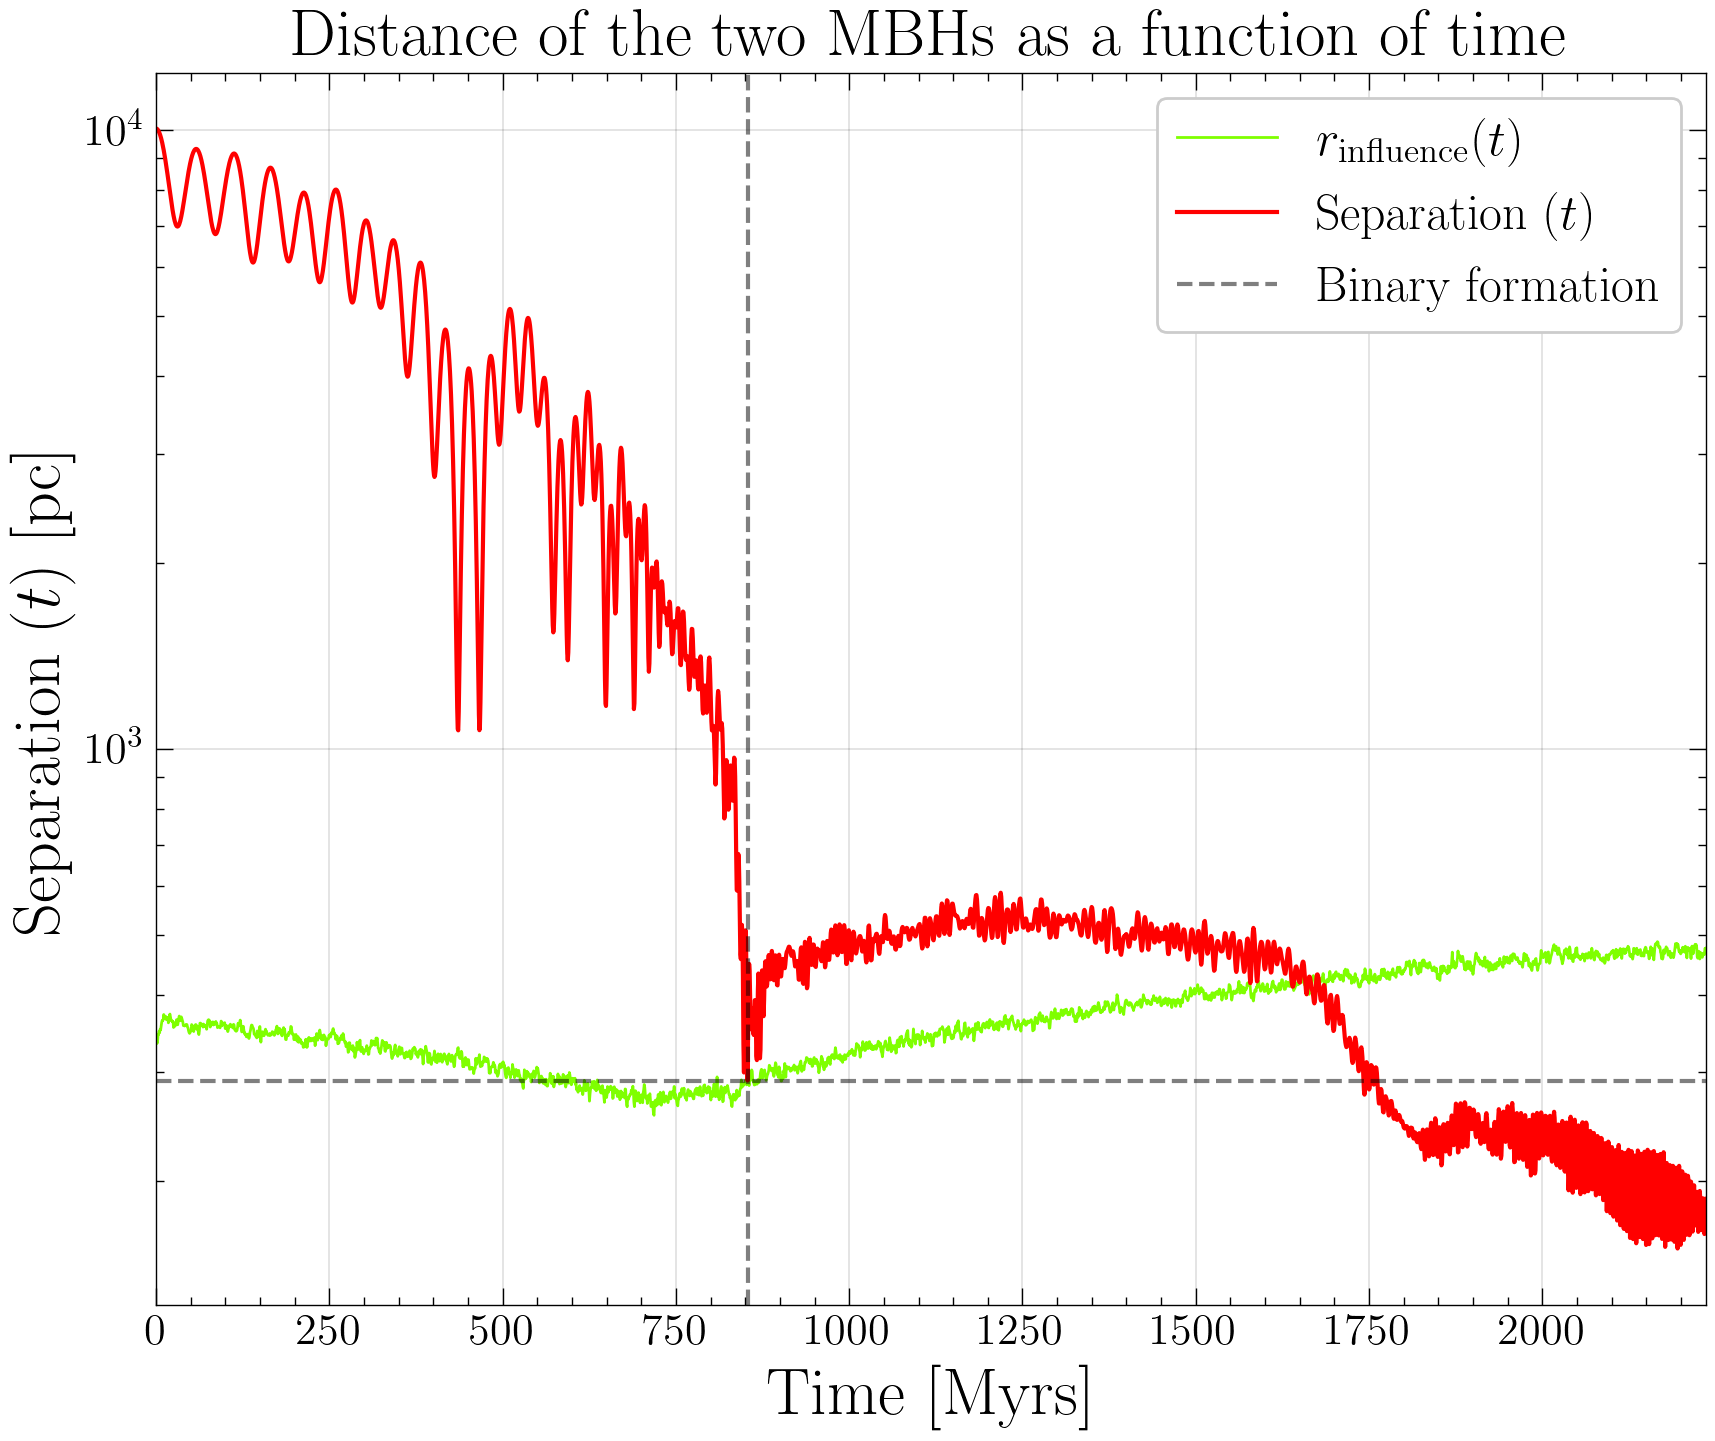 Distance of the two MBHs as a function of time
r_influence(t)
Separation (t)
Binary formation
Separation (t) [pc]
10^4
10^3
0 250 500 750 1000 1250 1500 1750 2000
Time [Myrs]